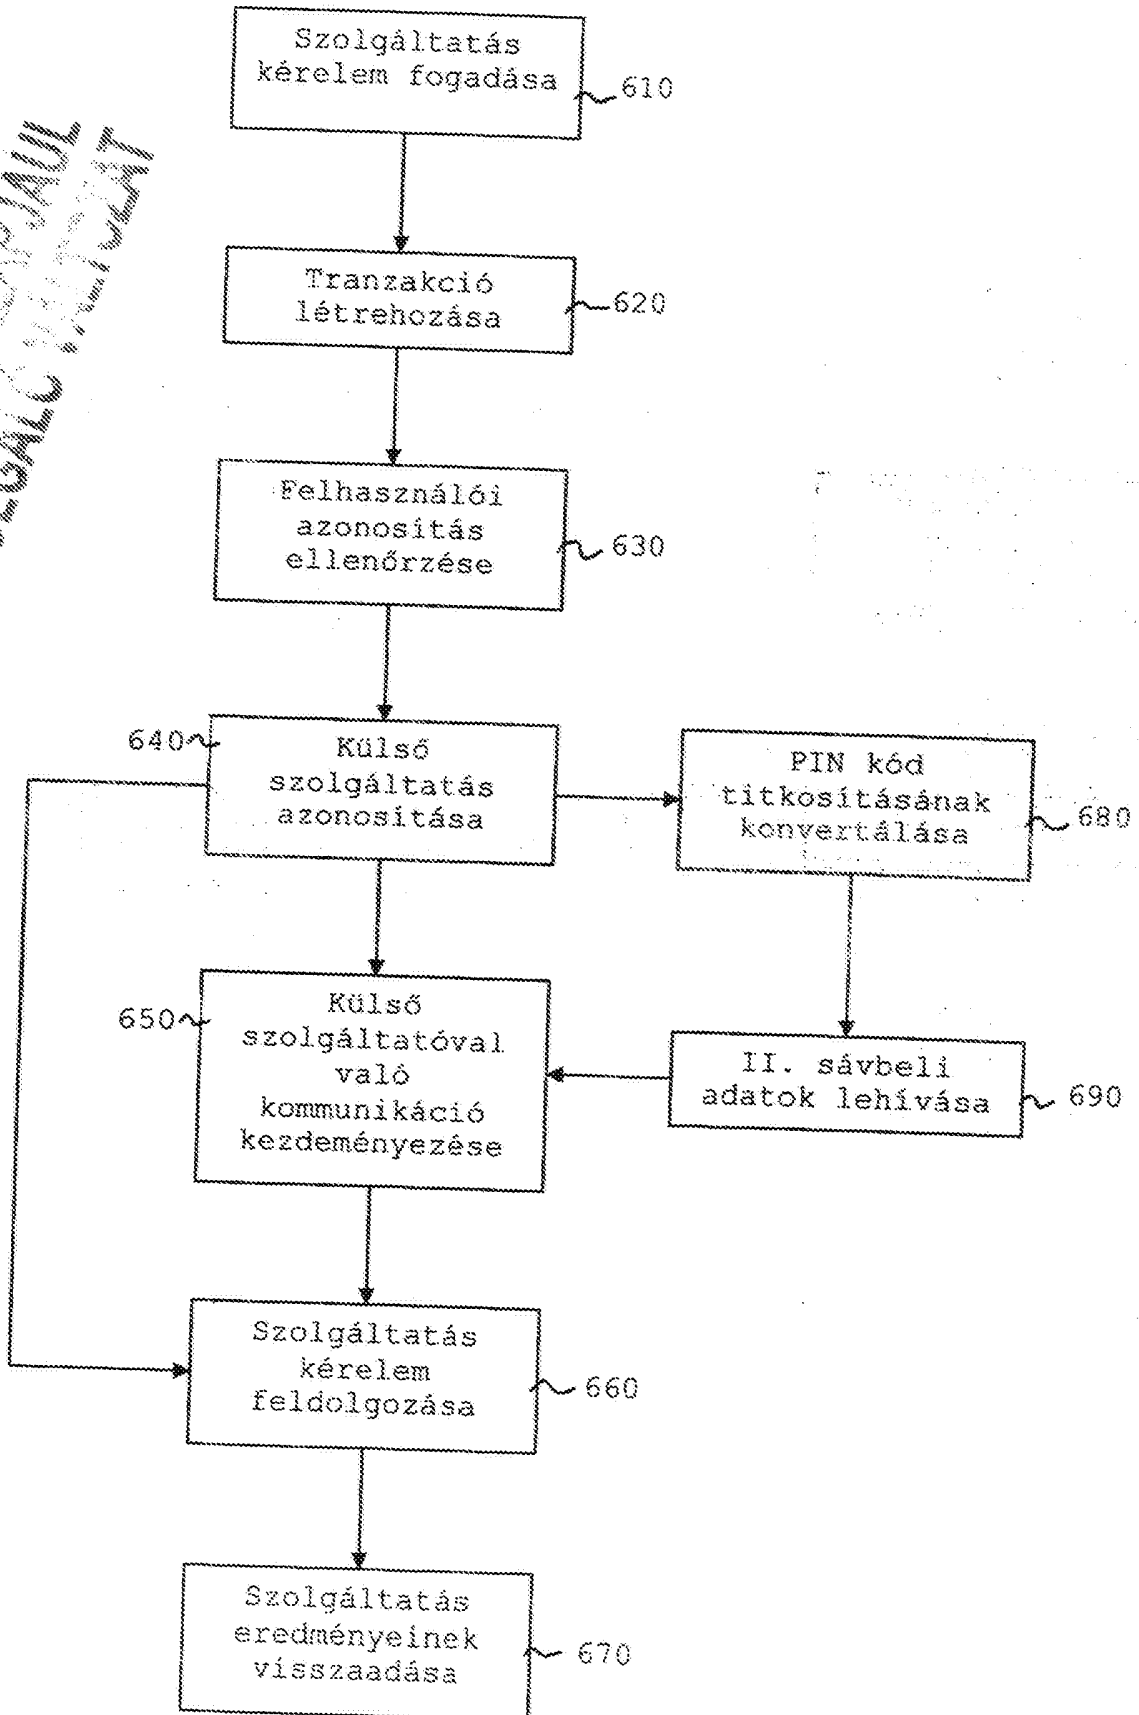 Szolgáltatás
kérelem fogadása
610
Tranzakció
létrehozása
620
Felhasználói
azonosítás
ellenőrzése
630
640
Külső
szolgáltatás
azonosítása
PIN kód
titkosításának
konvertálása
680
650
Külső
szolgáltatóval
való
kommunikáció
kezdeményezése
II. sávbeli
adatok lehívása
690
Szolgáltatás
kérelem
feldolgozása
660
Szolgáltatás
eredményeinek
visszaadása
670